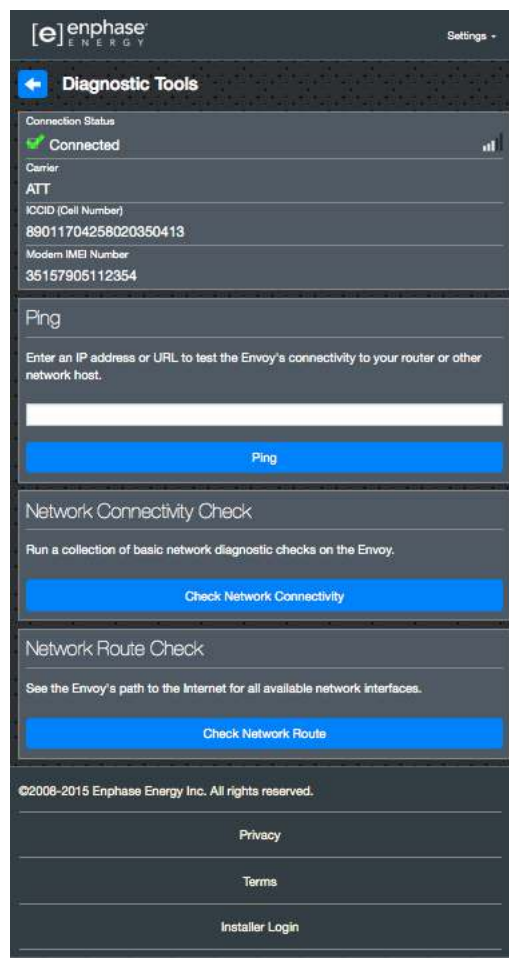 [e] enphase
ENERGY
Settings
Diagnostic Tools
Connection Status
Connected
Carrier
ATT
ICCID (Cell Number)
89011704258020350413
Modem IMEI Number
35157905112354
Ping
Enter an IP address or URL to test the Envoy's connectivity to your router or other
network host.
Ping
Network Connectivity Check
Run a collection of basic network diagnostic checks on the Envoy.
Check Network Connectivity
Network Route Check
See the Envoy's path to the Internet for all available network interfaces.
Check Network Route
©2008-2015 Enphase Energy Inc. All rights reserved.
Privacy
Terms
Installer Login